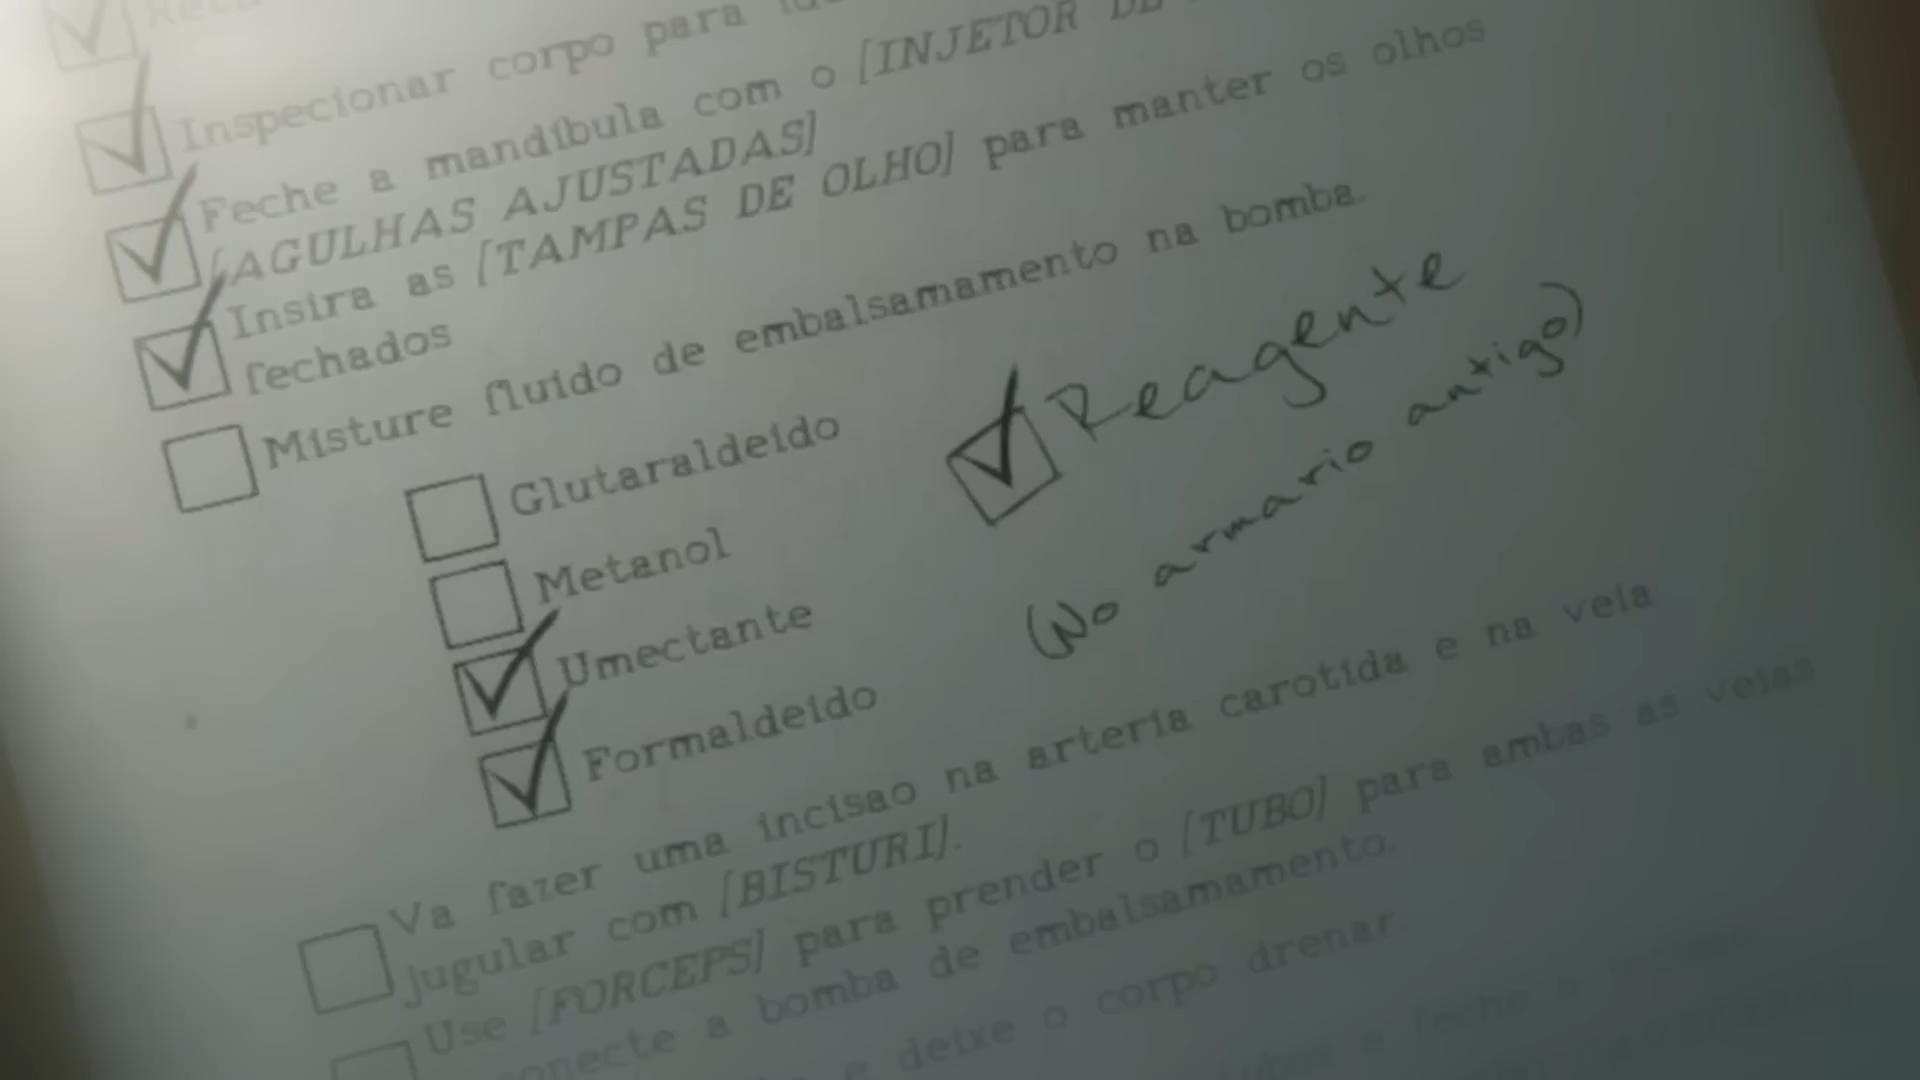 Inspecionar corpo para
Feche a mandibula com o [INJETOR DE
[AGULHAS AJUSTADAS]
Insira as [TAMPAS DE OLHO] para manter os olhos
fechados
Misture fluido de embalsamamento na bomba.
Glutaraldeido
Reagente
(No armario antigo)
Metanol
Umectante
Formaldeido
Va fazer uma incisao na arteria carotida e na veia
jugular com [BISTURI].
Use [FORCEPS] para prender o [TUBO] para ambas as veias
conecte a bomba de embalsamamento.
e deixe o corpo drenar
e feche a